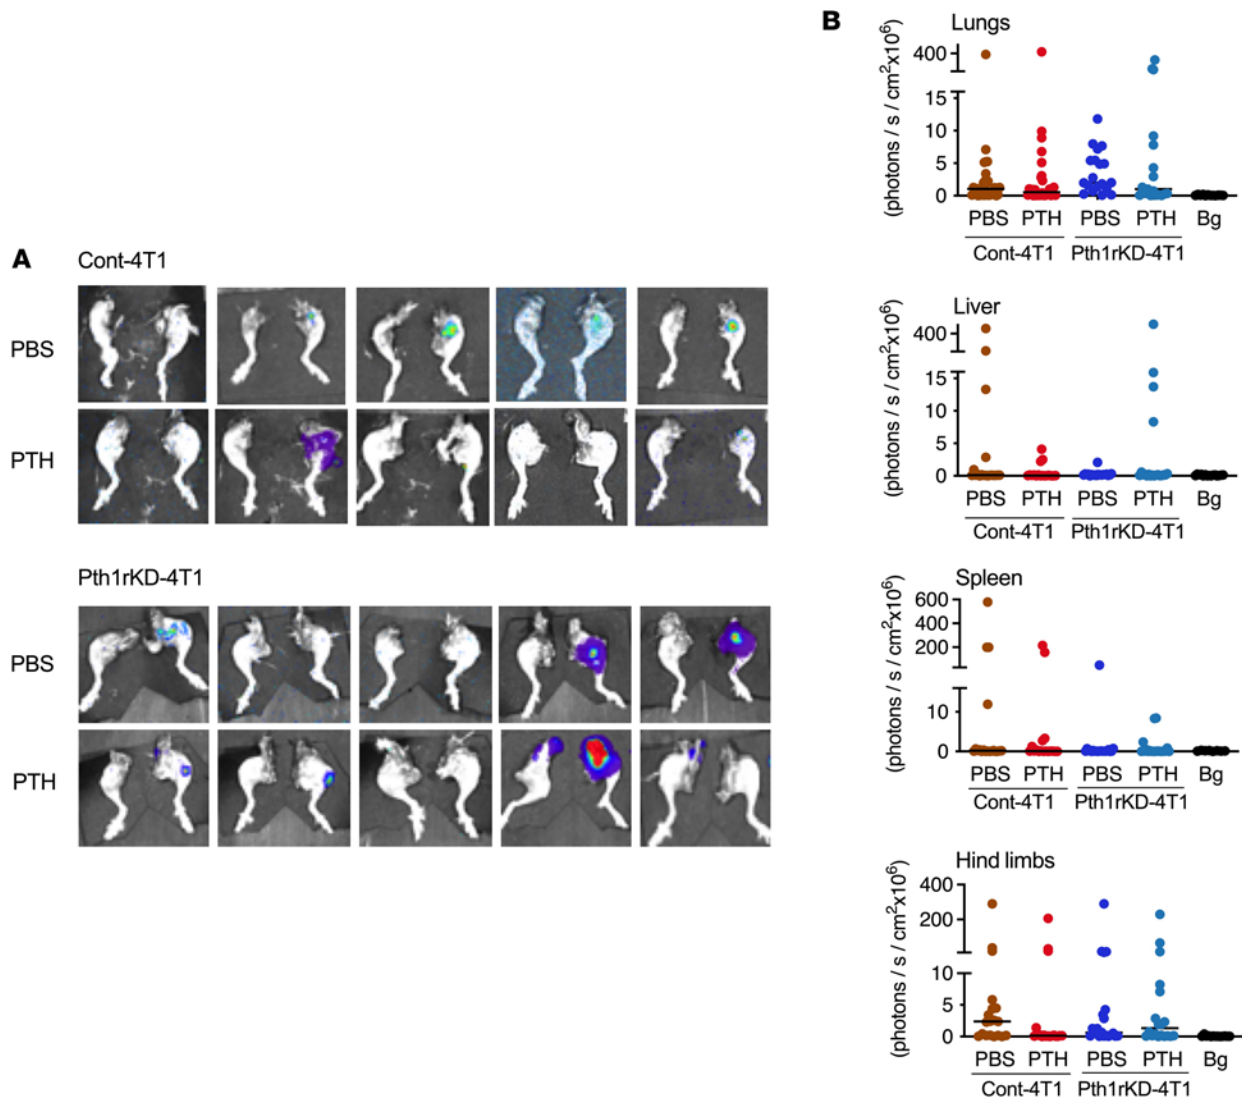 A
Cont-4T1
PBS
PTH
Pth1rKD-4T1
PBS
PTH
B
Lungs
(photons / s / cm²x10⁶)
400
15
10
5
0
PBS PTH PBS PTH Bg
Cont-4T1 Pth1rKD-4T1
Liver
(photons / s / cm²x10⁶)
400
15
10
5
0
PBS PTH PBS PTH Bg
Cont-4T1 Pth1rKD-4T1
Spleen
(photons / s / cm²x10⁶)
600
400
200
10
0
PBS PTH PBS PTH Bg
Cont-4T1 Pth1rKD-4T1
Hind limbs
(photons / s / cm²x10⁶)
400
200
10
5
0
PBS PTH PBS PTH Bg
Cont-4T1 Pth1rKD-4T1